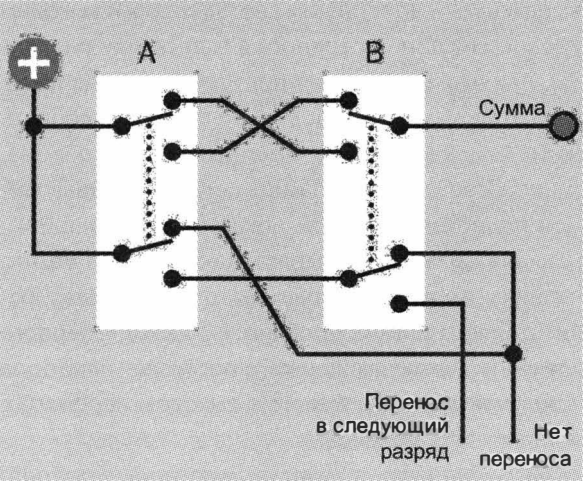 A
B
Сумма
Перенос
в следующий
разряд
Нет
переноса